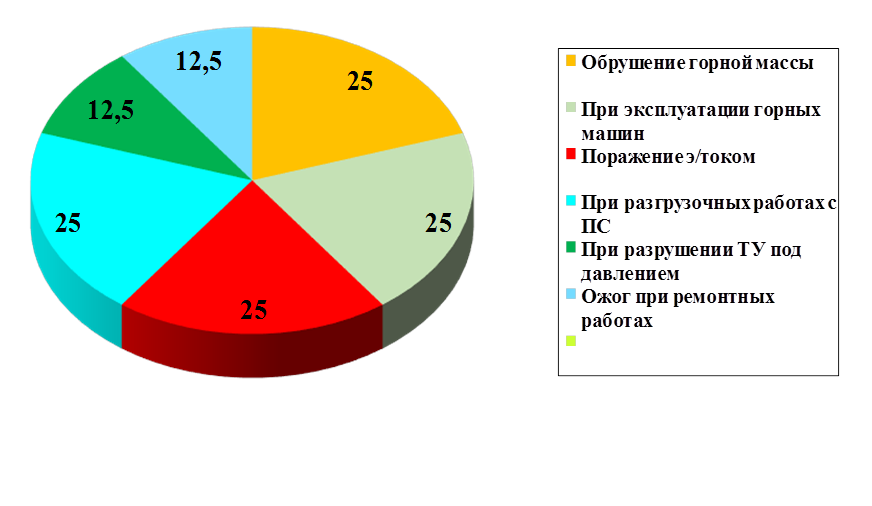 12,5
25
12,5
25
25
25
Обрушение горной массы
При эксплуатации горных
машин
Поражение э/током
При разгрузочных работах с
ПС
При разрушении ТУ под
давлением
Ожог при ремонтных
работах